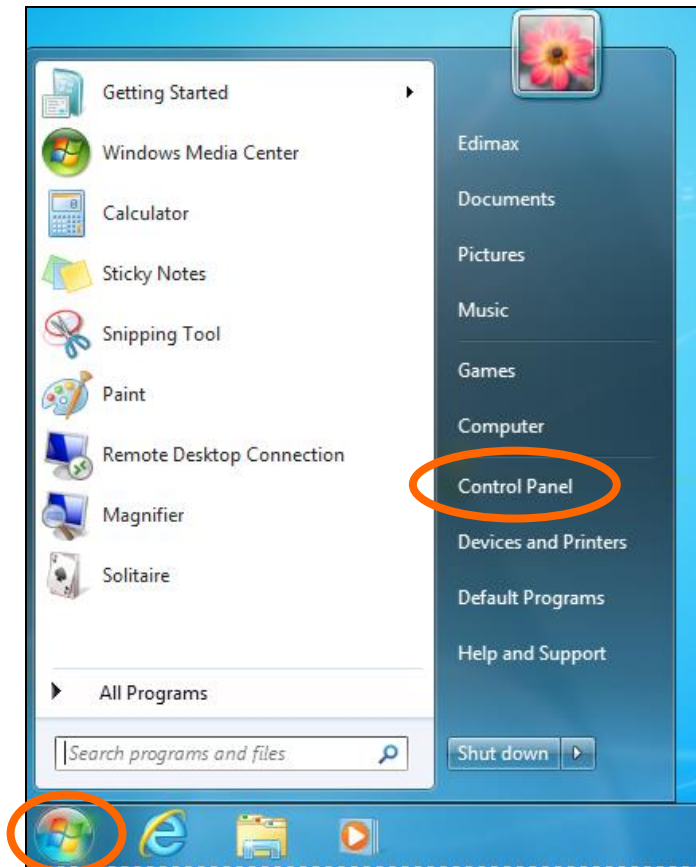 Getting Started
Windows Media Center
Calculator
Sticky Notes
Snipping Tool
Paint
Remote Desktop Connection
Magnifier
Solitaire
All Programs
Search programs and files
Edimax
Documents
Pictures
Music
Games
Computer
Control Panel
Devices and Printers
Default Programs
Help and Support
Shut down